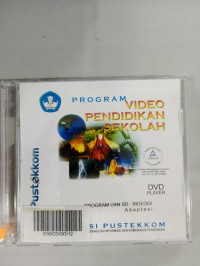 PROGRAM
VIDEO
PENDIDIKAN
SEKOLAH
Pustekkom
DVD
PLAYER
PROGRAM UAN SD - BIOLOGI
Adaptasi
SI PUSTEKKOM